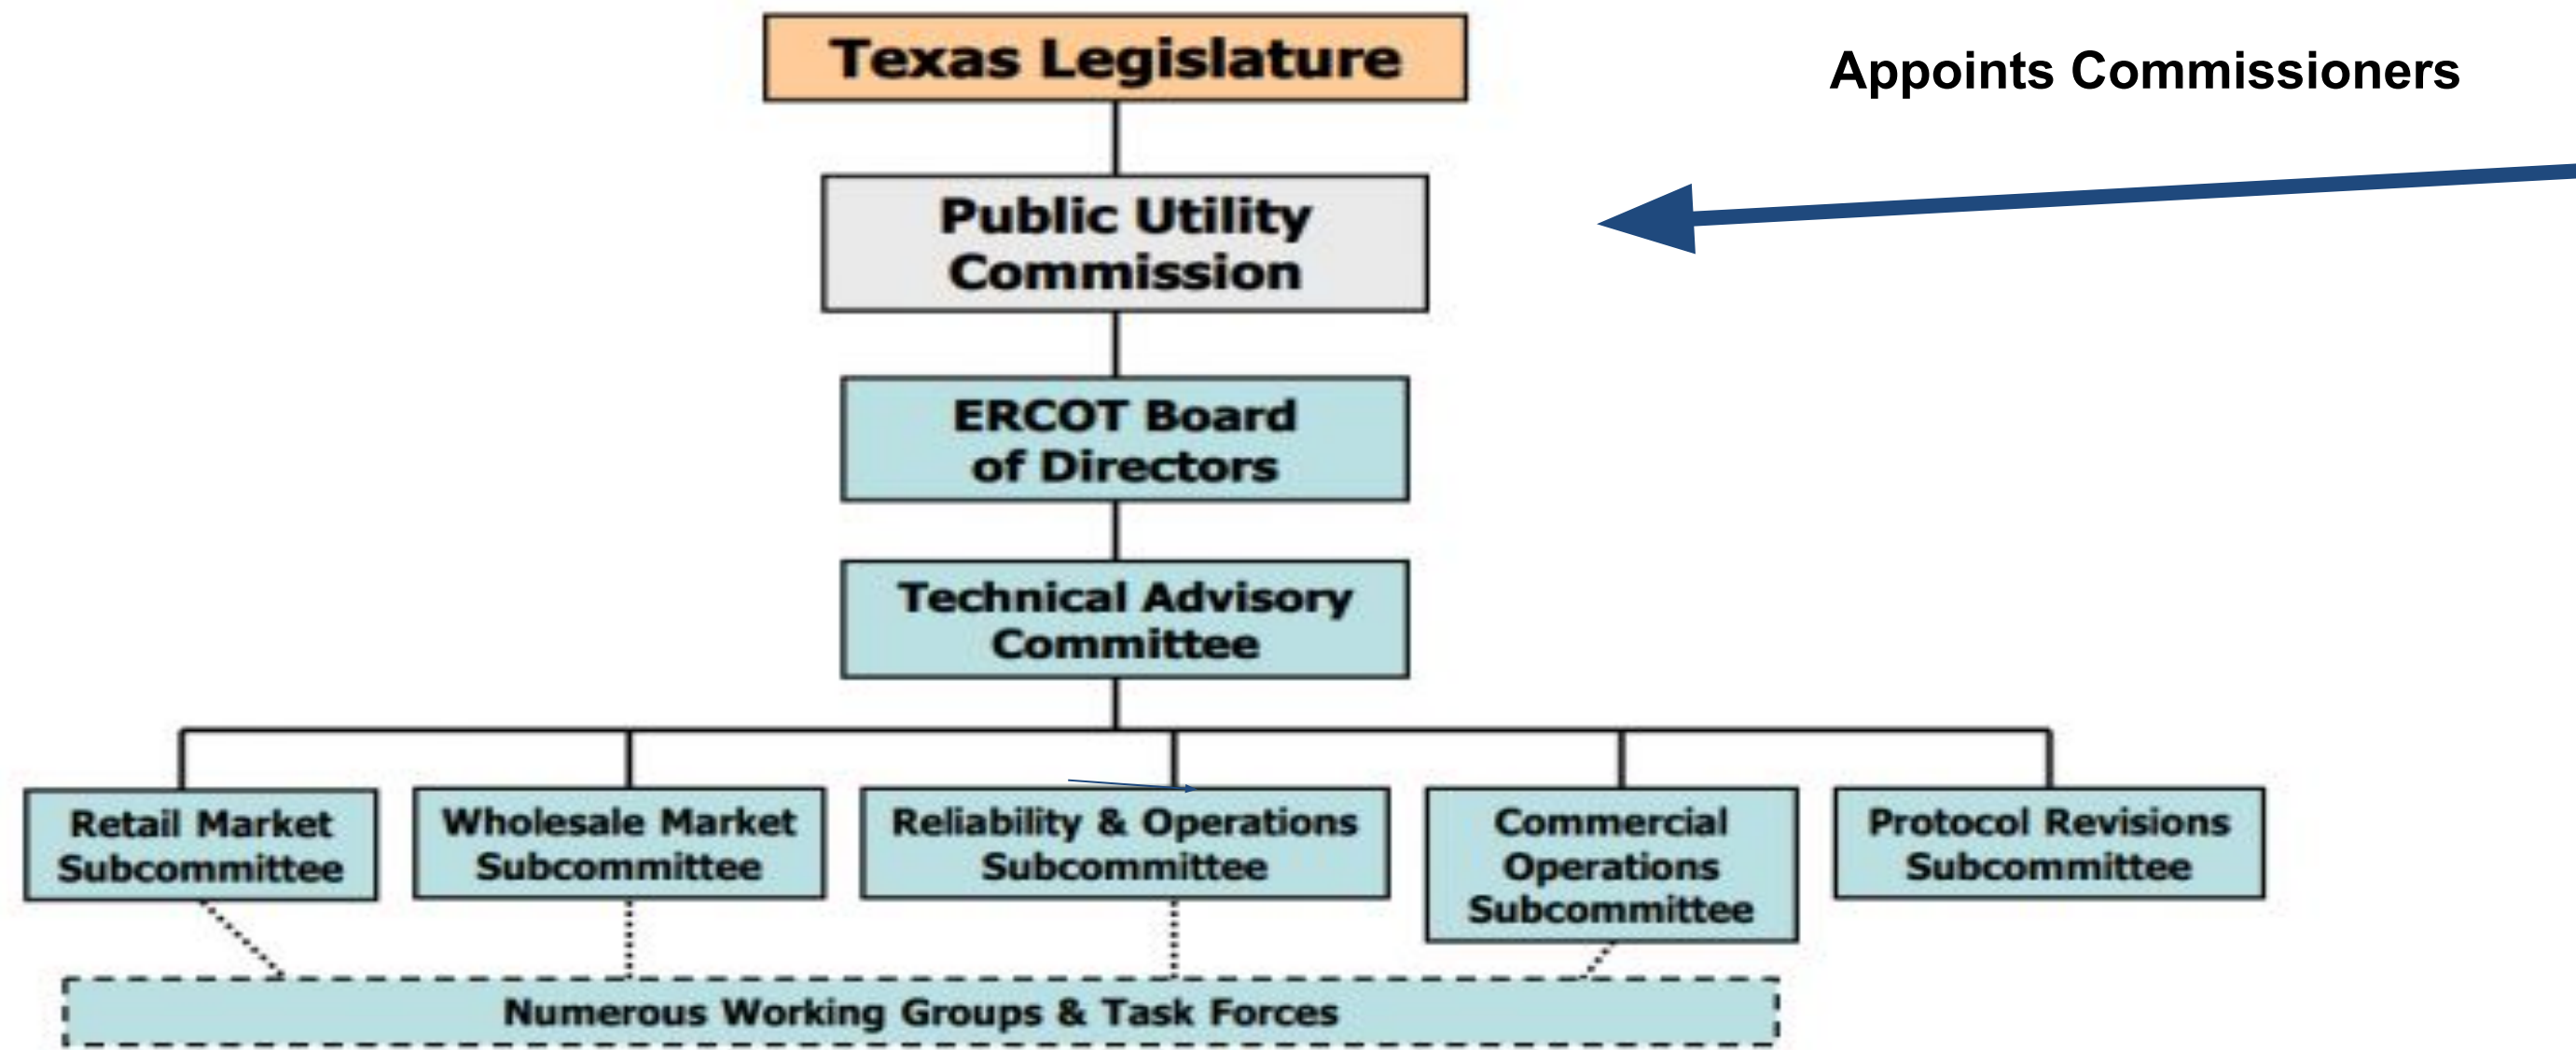 Texas Legislature
Appoints Commissioners
Public Utility
Commission
ERCOT Board
of Directors
Technical Advisory
Committee
Retail Market
Subcommittee
Wholesale Market
Subcommittee
Reliability & Operations
Subcommittee
Commercial
Operations
Subcommittee
Protocol Revisions
Subcommittee
Numerous Working Groups & Task Forces